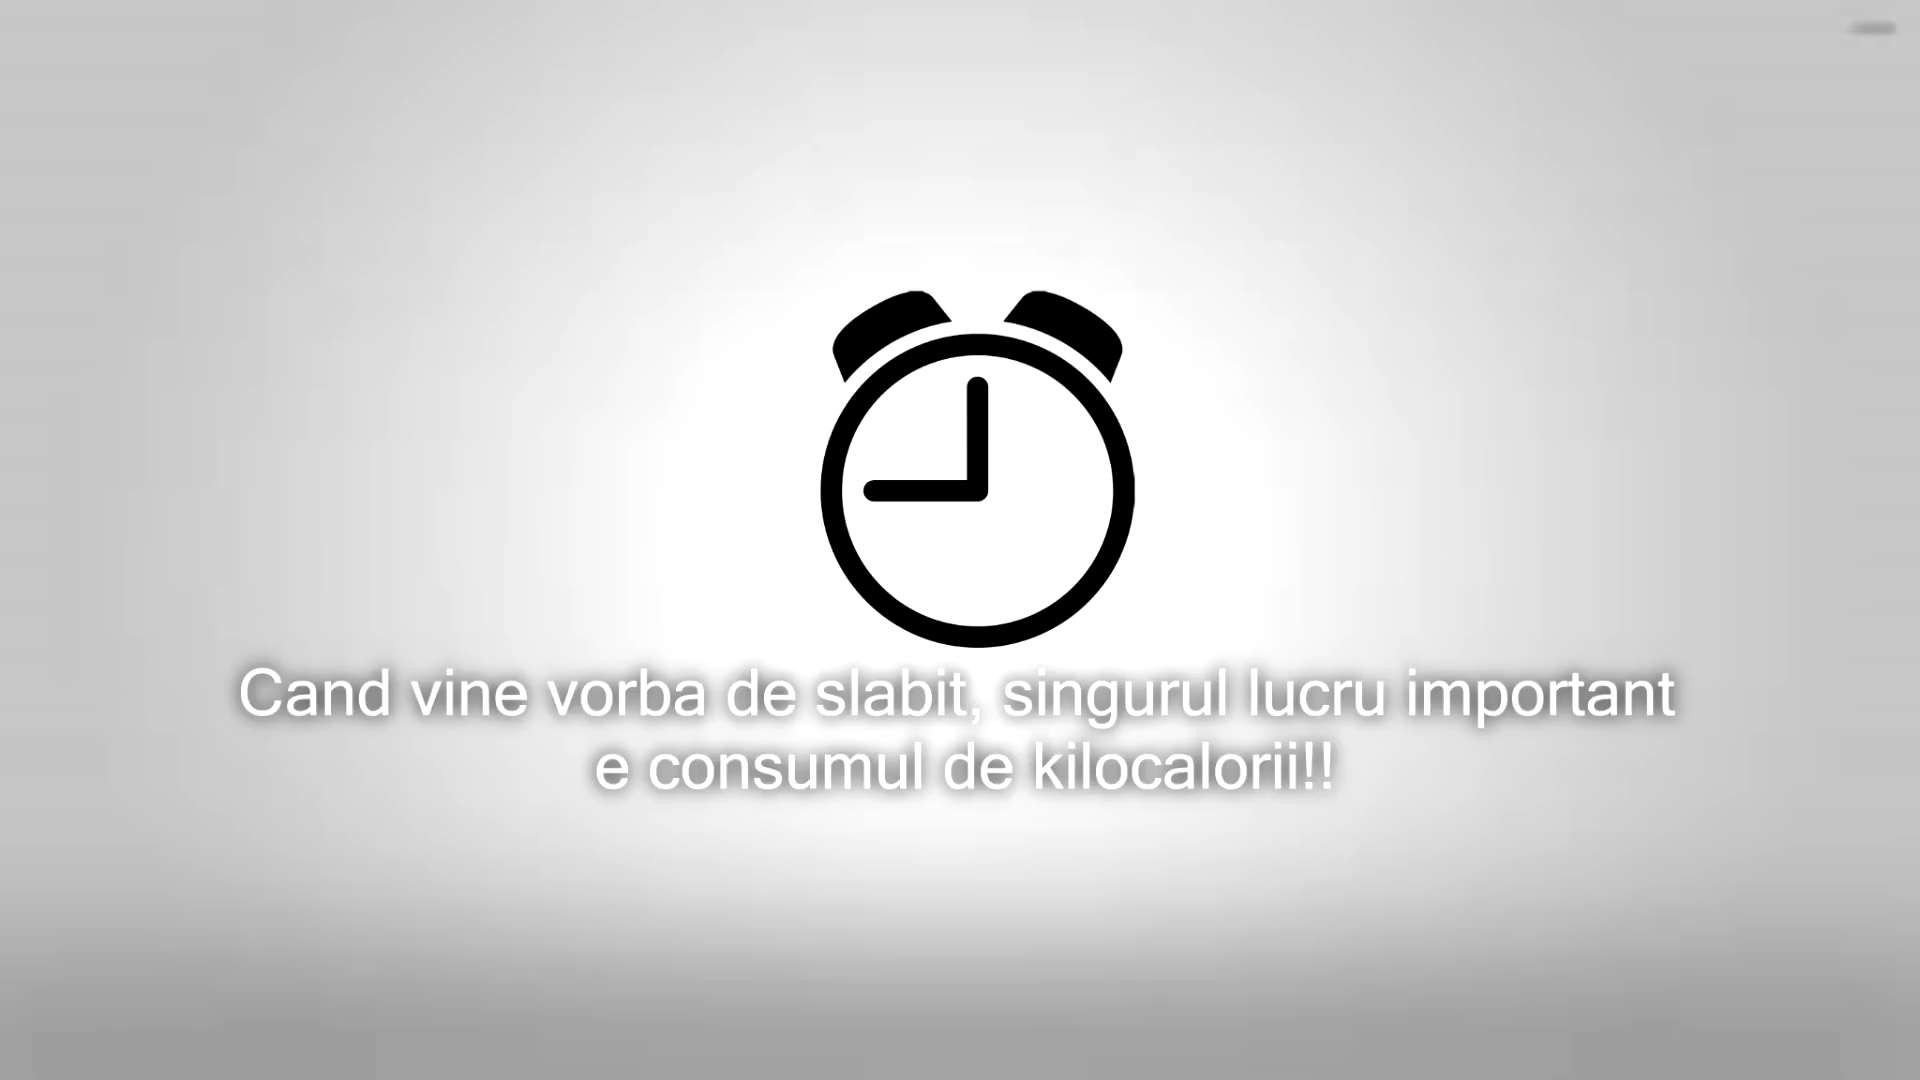 Cand vine vorba de slabit, singurul lucru important
e consumul de kilocalorii!!